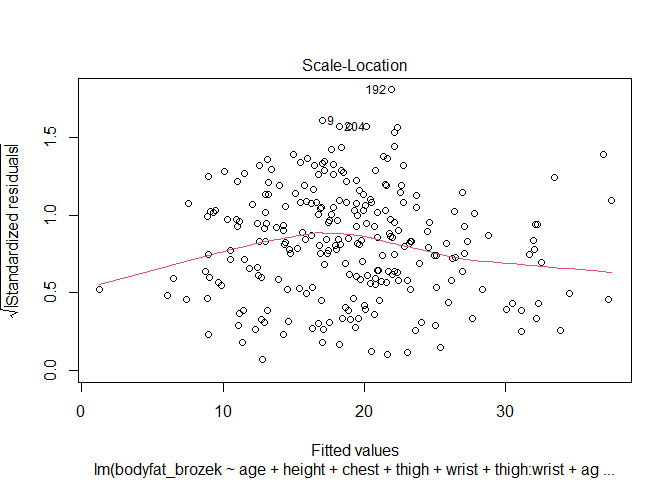 Scale-Location
√|Standardized residuals|
1.5
1.0
0.5
0.0
192
9
204
0
10
20
30
Fitted values
lm(bodyfat_brozek ~ age + height + chest + thigh + wrist + thigh:wrist + ag ...